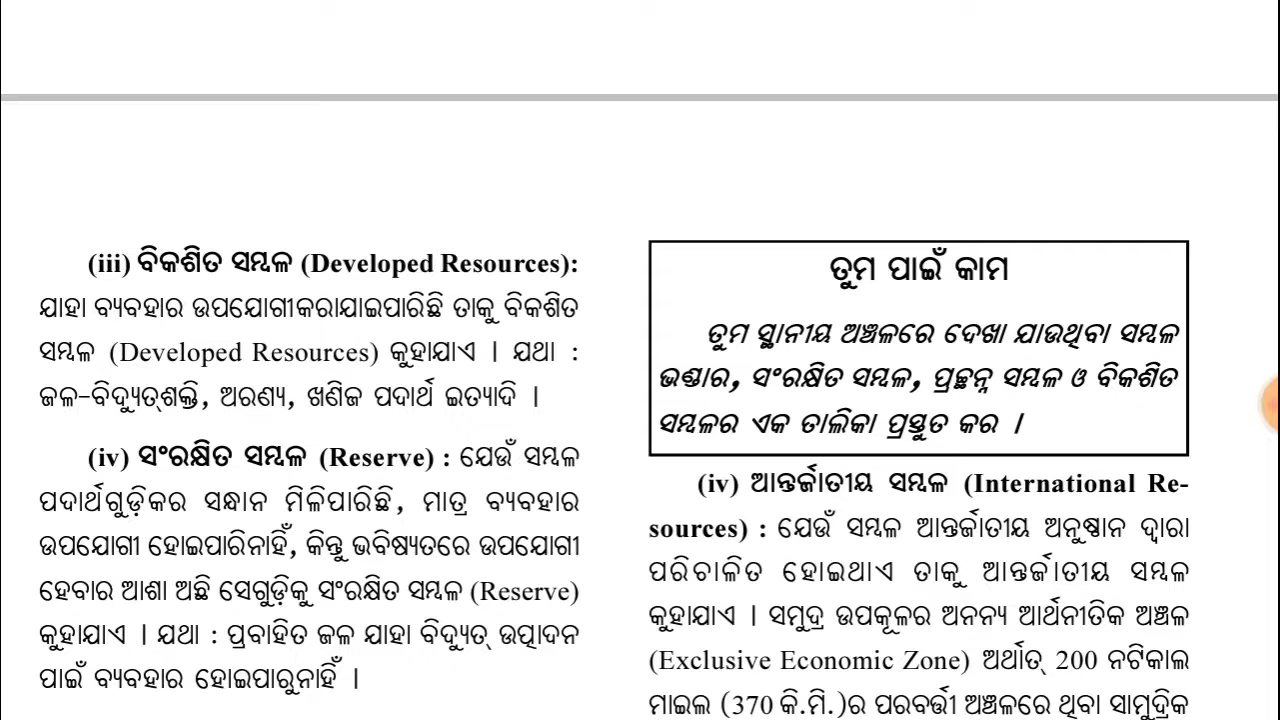 (iii) ବିକଶିତ ସମ୍ବଳ (Developed Resources):
ଯାହା ବ୍ୟବହାର ଉପଯୋଗୀକରାଯାଇପାରିଛି ତାକୁ ବିକଶିତ
ସମ୍ବଳ (Developed Resources) କୁହାଯାଏ । ଯଥା :
ଜଳ-ବିଦ୍ୟୁତ୍‌ଶକ୍ତି, ଅରଣ୍ୟ, ଖଣିଜ ପଦାର୍ଥ ଇତ୍ୟାଦି ।
(iv) ସଂରକ୍ଷିତ ସମ୍ବଳ (Reserve) : ଯେଉଁ ସମ୍ବଳ
ପଦାର୍ଥଗୁଡ଼ିକର ସନ୍ଧାନ ମିଳିପାରିଛି, ମାତ୍ର ବ୍ୟବହାର
ଉପଯୋଗୀ ହୋଇପାରିନାହିଁ, କିନ୍ତୁ ଭବିଷ୍ୟତରେ ଉପଯୋଗୀ
ହେବାର ଆଶା ଅଛି ସେଗୁଡ଼ିକୁ ସଂରକ୍ଷିତ ସମ୍ବଳ (Reserve)
କୁହାଯାଏ । ଯଥା : ପ୍ରବାହିତ ଜଳ ଯାହା ବିଦ୍ୟୁତ୍ ଉତ୍ପାଦନ
ପାଇଁ ବ୍ୟବହାର ହୋଇପାରୁନାହିଁ ।
ତୁମ ପାଇଁ କାମ
ତୁମ ସ୍ଥାନୀୟ ଅଞ୍ଚଳରେ ଦେଖା ଯାଉଥିବା ସମ୍ବଳ
ଭଣ୍ଡାର, ସଂରକ୍ଷିତ ସମ୍ବଳ, ପ୍ରଚ୍ଛନ୍ନ ସମ୍ବଳ ଓ ବିକଶିତ
ସମ୍ବଳର ଏକ ତାଲିକା ପ୍ରସ୍ତୁତ କର ।
(iv) ଆନ୍ତର୍ଜାତୀୟ ସମ୍ବଳ (International Re-
sources) : ଯେଉଁ ସମ୍ବଳ ଆନ୍ତର୍ଜାତୀୟ ଅନୁଷ୍ଠାନ ଦ୍ୱାରା
ପରିଚାଳିତ ହୋଇଥାଏ ତାକୁ ଆନ୍ତର୍ଜାତୀୟ ସମ୍ବଳ
କୁହାଯାଏ । ସମୁଦ୍ର ଉପକୂଳର ଅନନ୍ୟ ଆର୍ଥନୀତିକ ଅଞ୍ଚଳ
(Exclusive Economic Zone) ଅର୍ଥାତ୍ 200 ନଟିକାଲ
ମାଇଲ (370 କି.ମି.)ର ପରବର୍ତ୍ତୀ ଅଞ୍ଚଳରେ ଥିବା ସାମୁଦ୍ରିକ